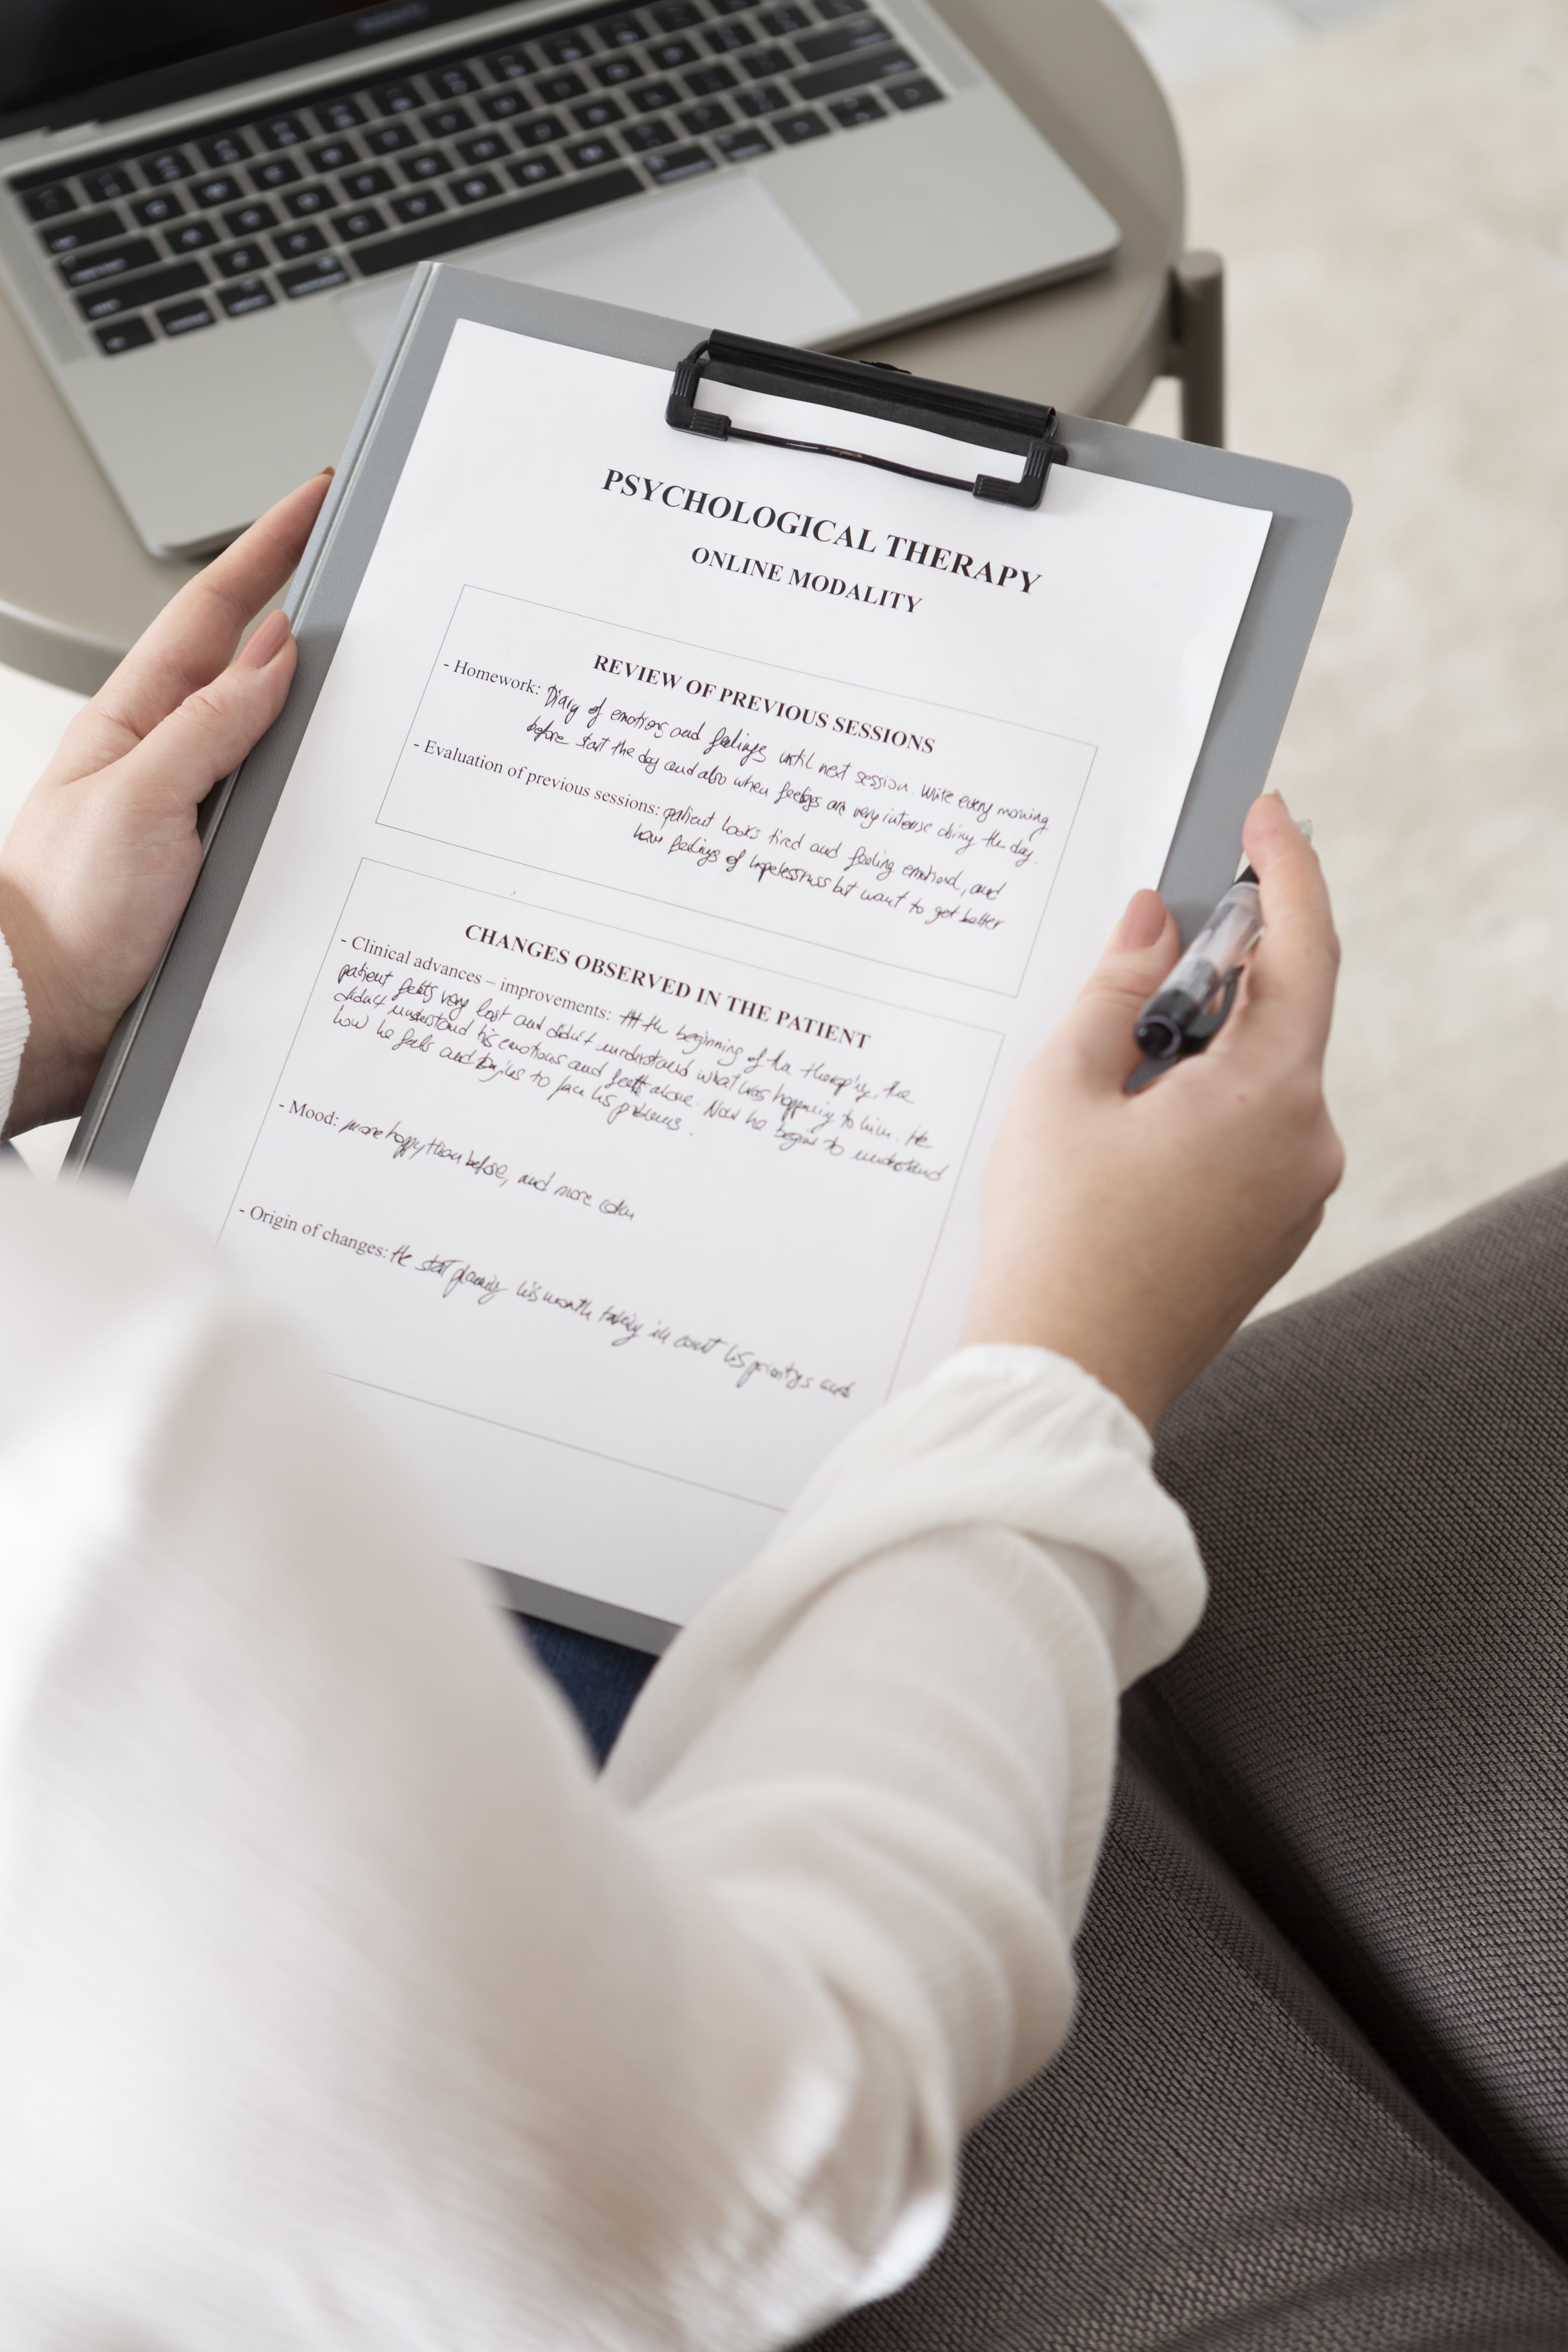 PSYCHOLOGICAL THERAPY
ONLINE MODALITY
REVIEW OF PREVIOUS SESSIONS
- Homework: Diary of emotions and feelings until next session. Write every morning
before start the day and also when feelings are very intense during the day.
- Evaluation of previous sessions: patient looks tired and feeling emotional, and
have feelings of hopelessness but want to get better
CHANGES OBSERVED IN THE PATIENT
- Clinical advances – improvements: At the beginning of the therapy, the
patient feels very lost and didn't understand what was happening to him. He
didn't understand his emotions and felt alone. Now he begin to understand
how he feels and begins to face his problems.
- Mood: more happy than before, and more calm
- Origin of changes: He start planing his month taking in count his prioritys and